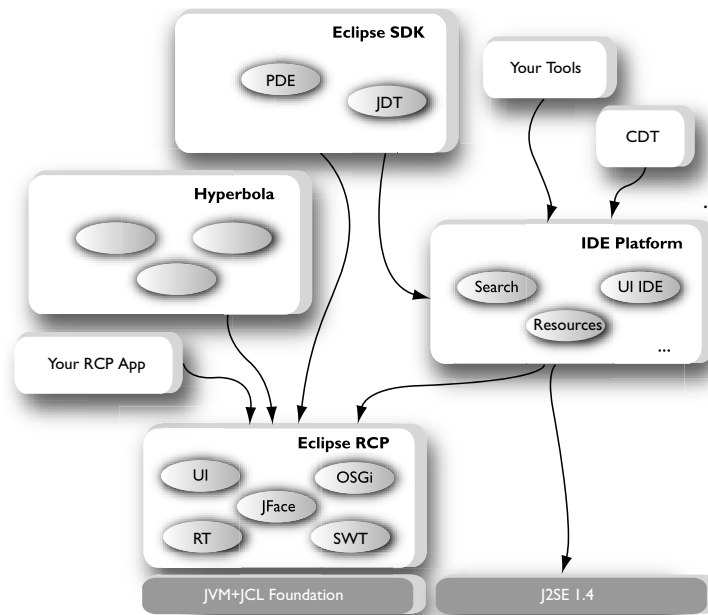 Eclipse SDK
PDE
JDT
Your Tools
CDT
Hyperbola
IDE Platform
Search
UI IDE
Resources
...
Your RCP App
Eclipse RCP
UI
OSGi
JFace
RT
SWT
JVM+JCL Foundation
J2SE 1.4